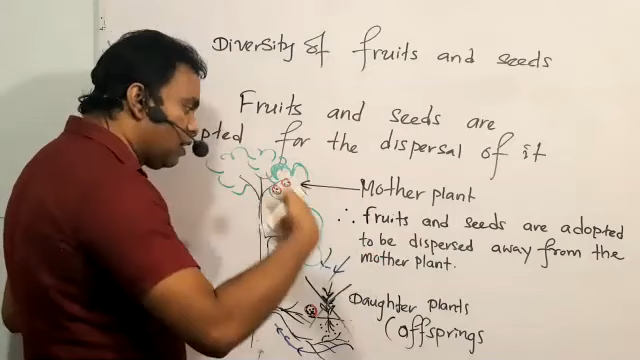 Diversity of fruits and seeds
Fruits and seeds are
opted for the dispersal of it
Mother plant
∴ fruits and seeds are adopted
to be dispersed away from the
mother plant.
Daughter plants
(offsprings